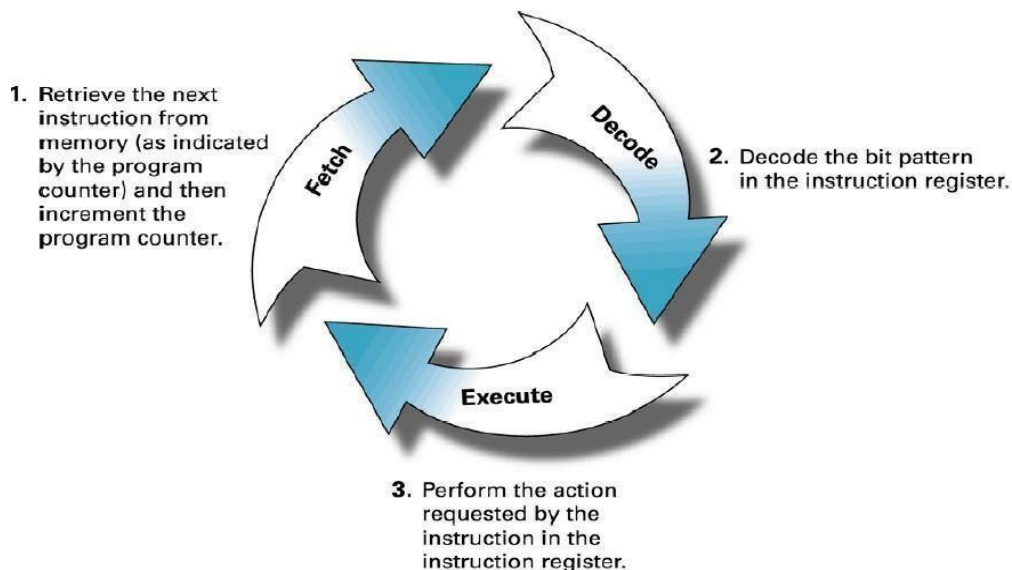 1. Retrieve the next
instruction from
memory (as indicated
by the program
counter) and then
increment the
program counter.
Fetch
Decode
2. Decode the bit pattern
in the instruction register.
Execute
3. Perform the action
requested by the
instruction in the
instruction register.